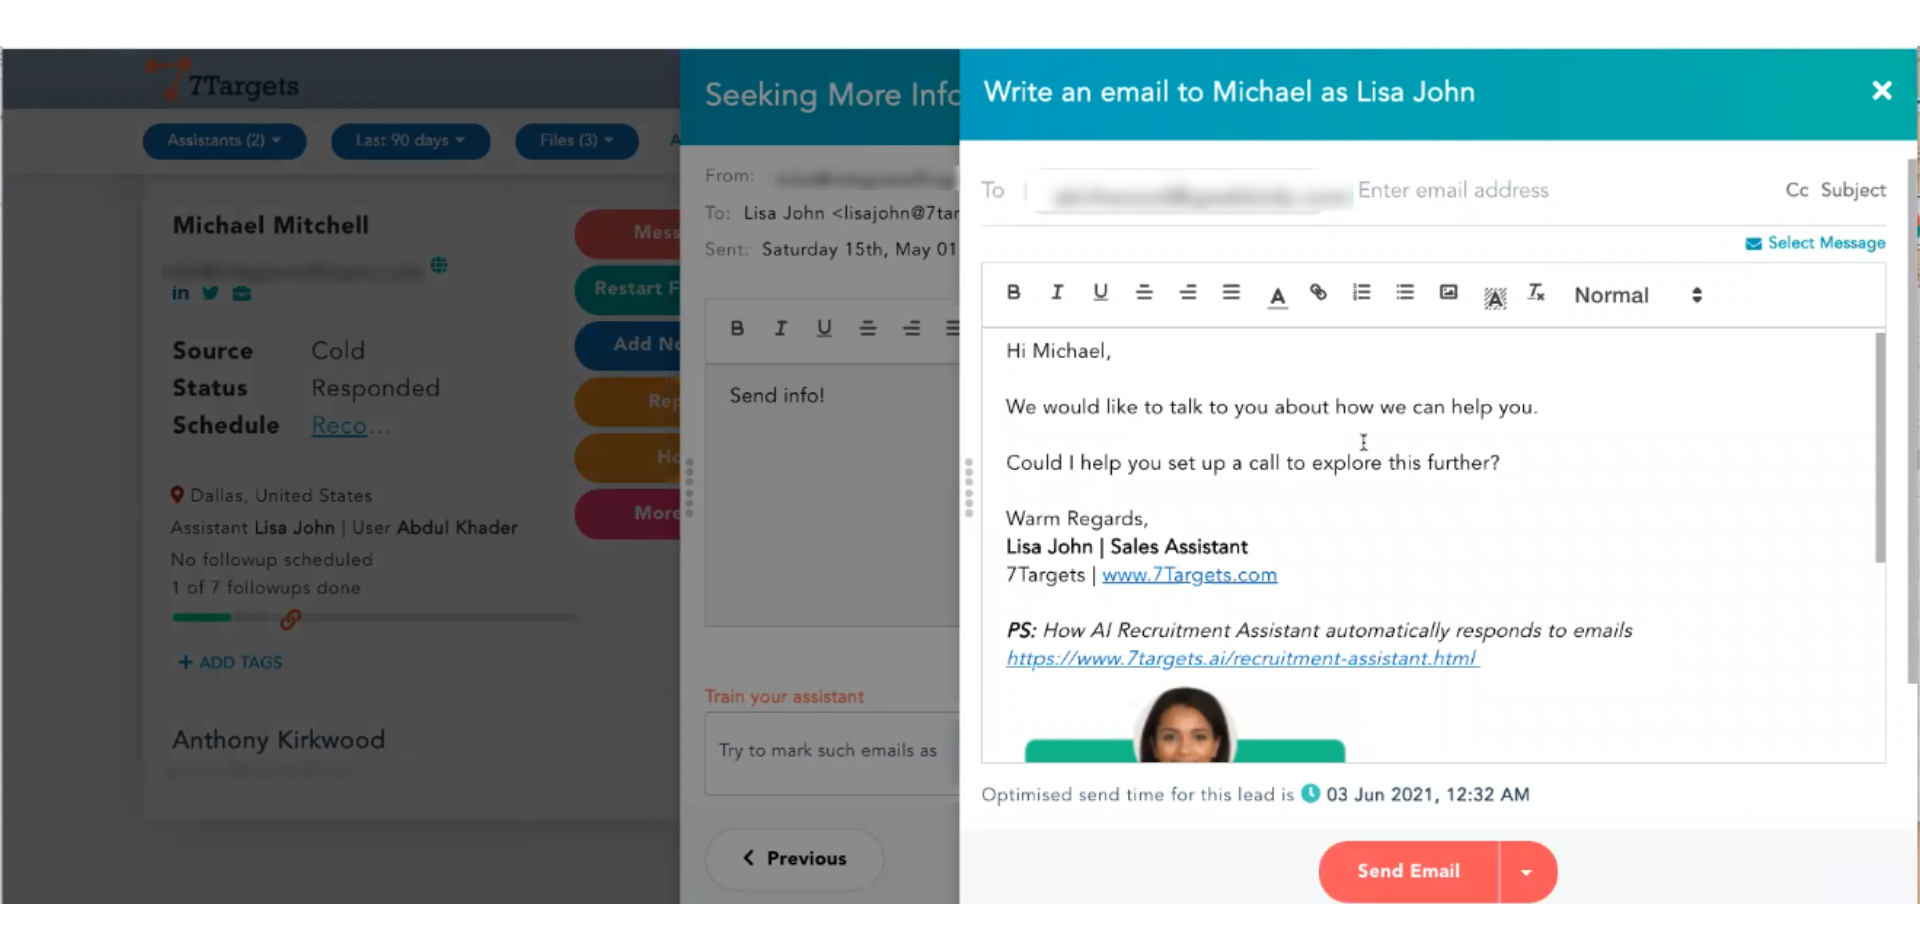 7Targets
Assistants (2)
Last 90 days
Files (3)
Michael Mitchell
in
Source Cold
Status Responded
Schedule Reco...
Dallas, United States
Assistant Lisa John | User Abdul Khader
No followup scheduled
1 of 7 followups done
+ ADD TAGS
Anthony Kirkwood
Mess
Restart F
Add No
Rep
Ho
More
Seeking More Info
From:
To: Lisa John <lisajohn@7tar
Sent: Saturday 15th, May 01
B I U
Send info!
Train your assistant
Try to mark such emails as
Previous
Write an email to Michael as Lisa John
To Enter email address Cc Subject
Select Message
B I U A A Tx Normal
Hi Michael,
We would like to talk to you about how we can help you.
Could I help you set up a call to explore this further?
Warm Regards,
Lisa John | Sales Assistant
7Targets | www.7Targets.com
PS: How AI Recruitment Assistant automatically responds to emails
https://www.7targets.ai/recruitment-assistant.html
Optimised send time for this lead is 03 Jun 2021, 12:32 AM
Send Email